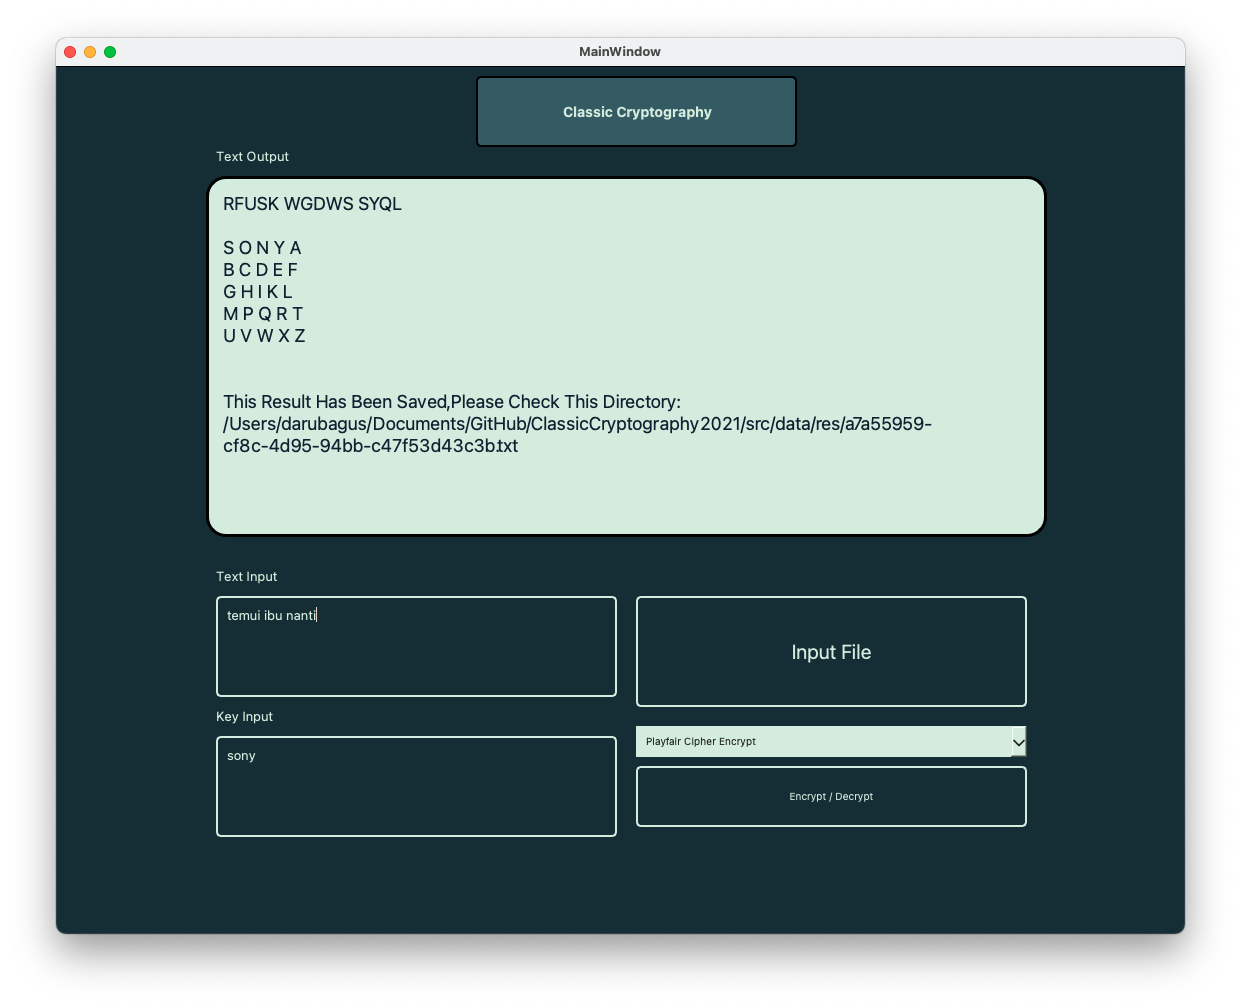 MainWindow
Classic Cryptography
Text Output
RFUSK WGDWS SYQL
S O N Y A
B C D E F
G H I K L
M P Q R T
U V W X Z
This Result Has Been Saved,Please Check This Directory:
/Users/darubagus/Documents/GitHub/ClassicCryptography2021/src/data/res/a7a55959-
cf8c-4d95-94bb-c47f53d43c3b.txt
Text Input
temui ibu nanti
Input File
Key Input
sony
Playfair Cipher Encrypt
Encrypt / Decrypt